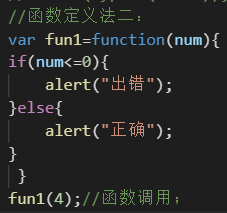 //函数定义法二:
var fun1=function(num){
if(num<=0){
alert("出错");
}else{
alert("正确");
}
}
fun1(4);//函数调用;